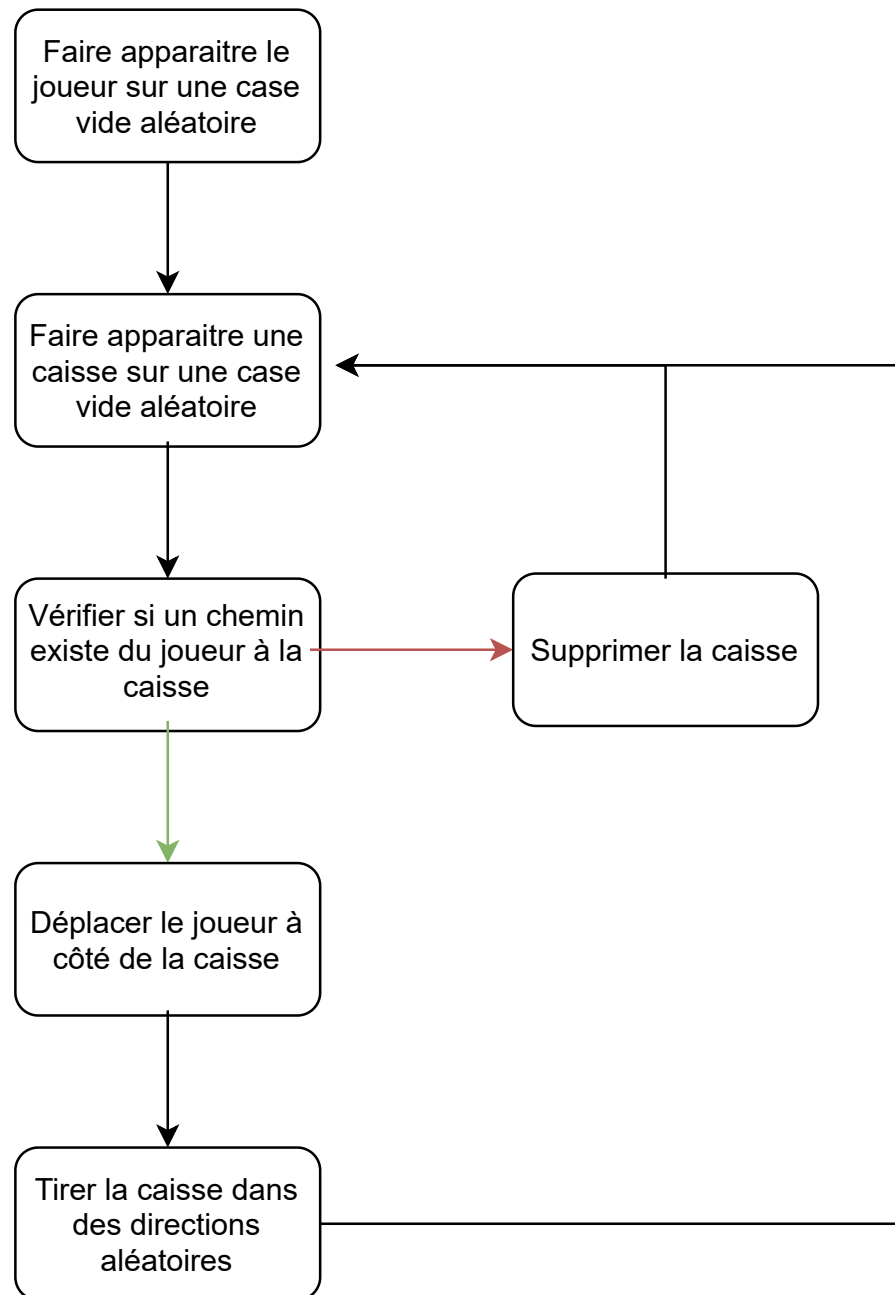 Faire apparaitre le
joueur sur une case
vide aléatoire
Faire apparaitre une
caisse sur une case
vide aléatoire
Vérifier si un chemin
existe du joueur à la
caisse
Supprimer la caisse
Déplacer le joueur à
côté de la caisse
Tirer la caisse dans
des directions
aléatoires